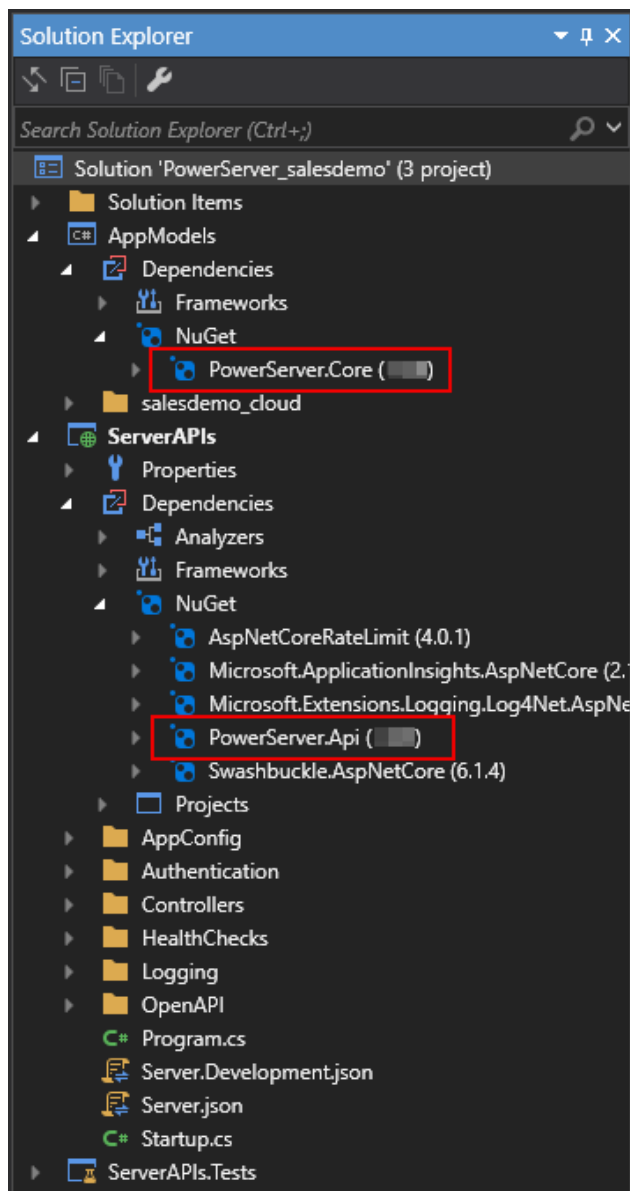 Solution Explorer
Search Solution Explorer (Ctrl+;)
Solution 'PowerServer_salesdemo' (3 project)
Solution Items
C# AppModels
Dependencies
Frameworks
NuGet
PowerServer.Core ( )
salesdemo_cloud
ServerAPIs
Properties
Dependencies
Analyzers
Frameworks
NuGet
AspNetCoreRateLimit (4.0.1)
Microsoft.ApplicationInsights.AspNetCore (2.
Microsoft.Extensions.Logging.Log4Net.AspNe
PowerServer.Api ( )
Swashbuckle.AspNetCore (6.1.4)
Projects
AppConfig
Authentication
Controllers
HealthChecks
Logging
OpenAPI
C# Program.cs
Server.Development.json
Server.json
C# Startup.cs
ServerAPIs.Tests